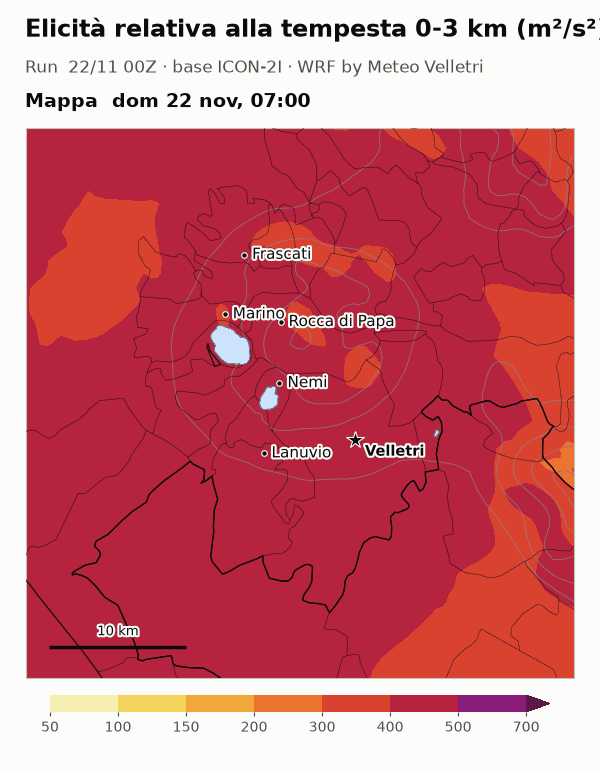 Elicità relativa alla tempesta 0-3 km (m²/s²)
Run  22/11 00Z · base ICON-2I · WRF by Meteo Velletri
Mappa  dom 22 nov, 07:00
Frascati
Marino
Rocca di Papa
Nemi
Lanuvio
Velletri
10 km
50 100 150 200 300 400 500 700